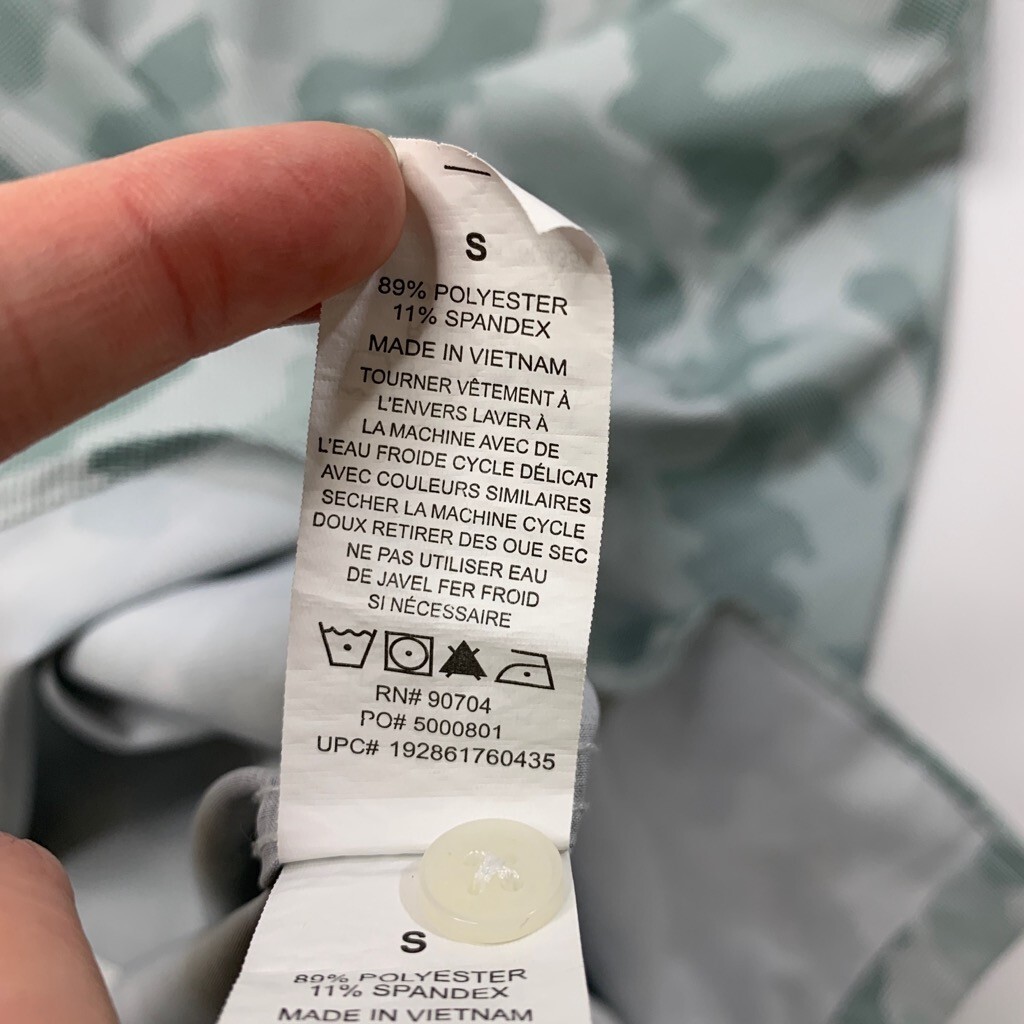 S
89% POLYESTER
11% SPANDEX
MADE IN VIETNAM
TOURNER VÊTEMENT À
L'ENVERS LAVER À
LA MACHINE AVEC DE
L'EAU FROIDE CYCLE DÉLICAT
AVEC COULEURS SIMILAIRES
SECHER LA MACHINE CYCLE
DOUX RETIRER DES OUE SEC
NE PAS UTILISER EAU
DE JAVEL FER FROID
SI NÉCESSAIRE
RN# 90704
PO# 5000801
UPC# 192861760435
S
89% POLYESTER
11% SPANDEX
MADE IN VIETNAM